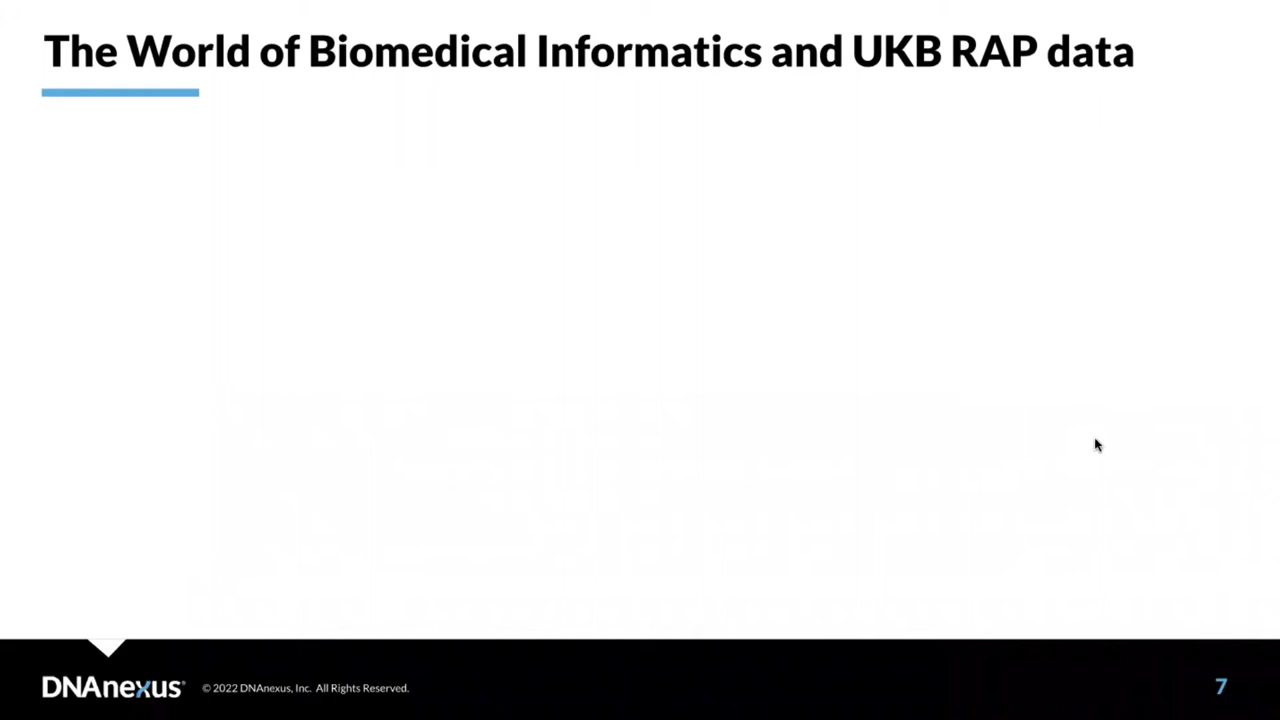 The World of Biomedical Informatics and UKB RAP data
DNAnexus® © 2022 DNAnexus, Inc. All Rights Reserved. 7